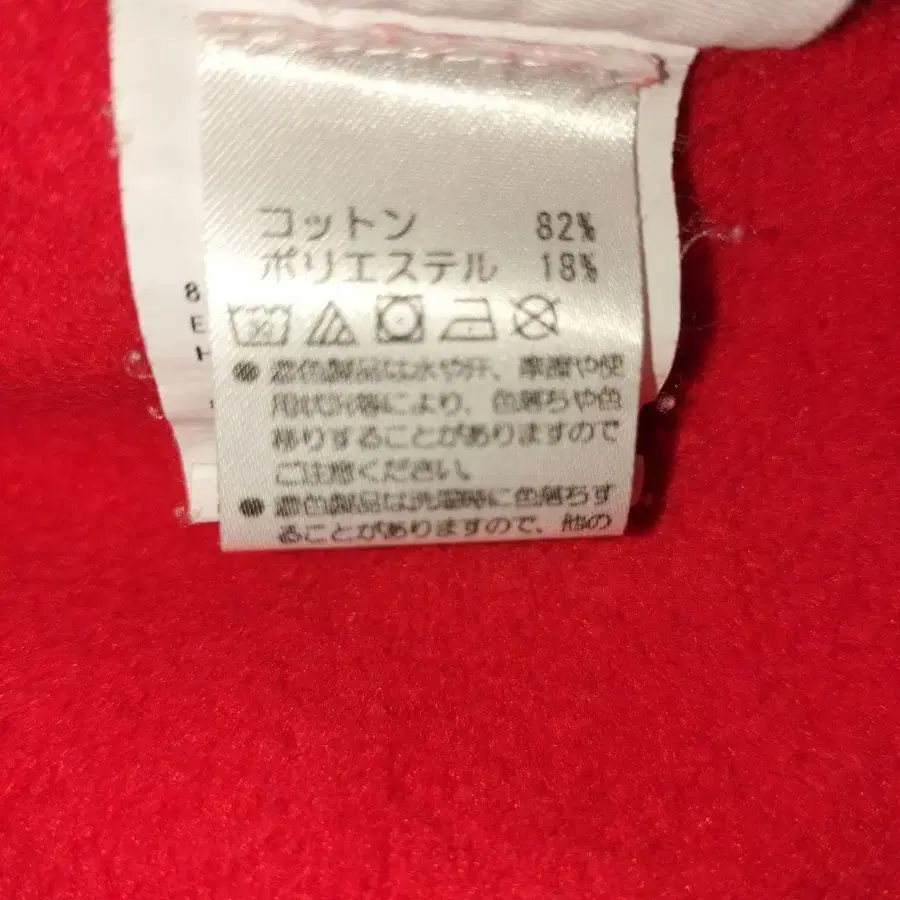 コットン 82%
ポリエステル 18%
30
● 濃色製品は水や汗、摩擦や使
用状況等により、色落ちや色
移りすることがありますので
ご注意ください。
● 濃色製品は洗濯時に色落ちす
ることがありますので、他の
8
E
H